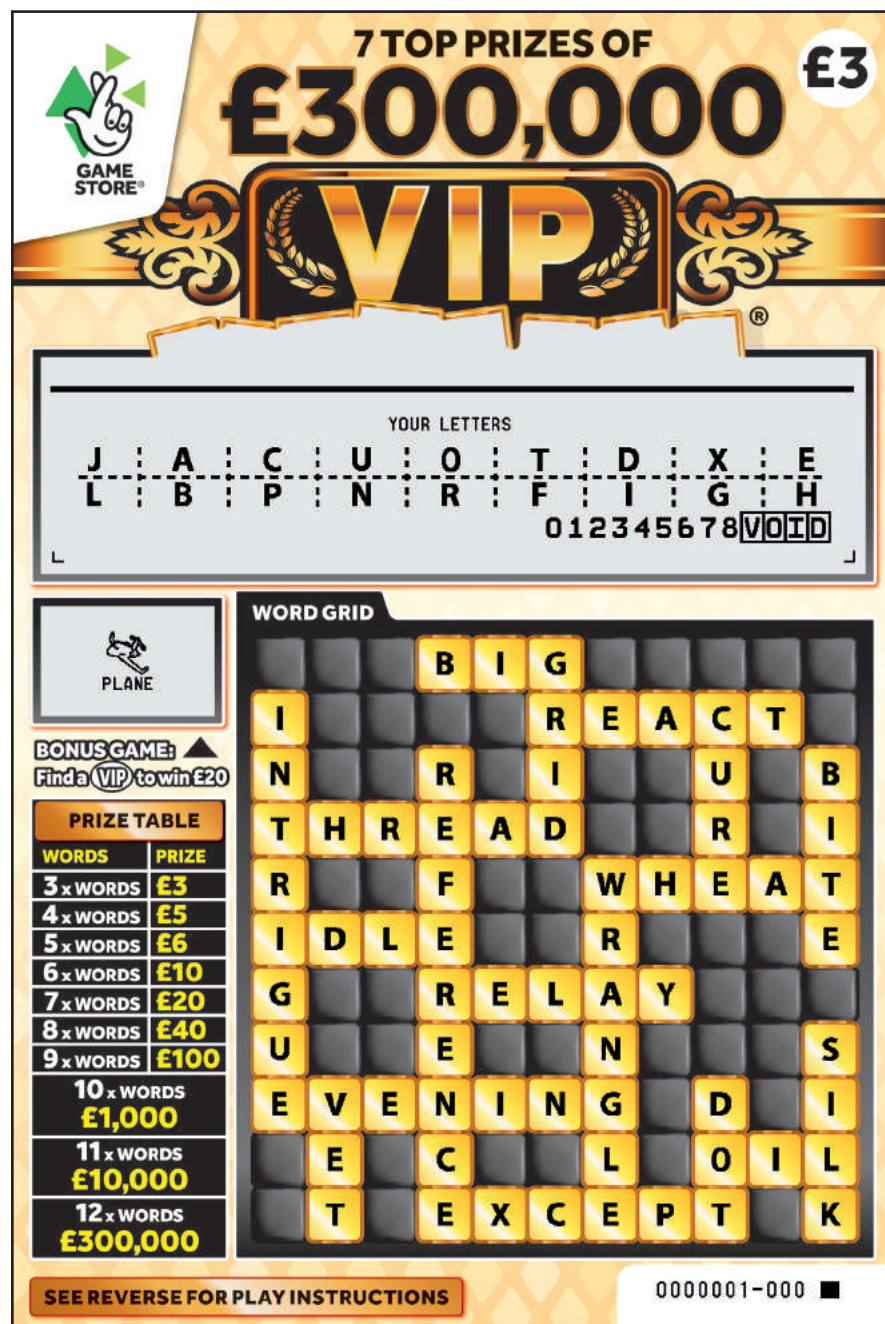 7 TOP PRIZES OF
£300,000
£3
GAME
STORE®
VIP
®
YOUR LETTERS
J A C U O T D X E
L B P N R F I G H
012345678VOID
PLANE
BONUS GAME:
Find a VIP to win £20
PRIZE TABLE
WORDS PRIZE
3 x WORDS £3
4 x WORDS £5
5 x WORDS £6
6 x WORDS £10
7 x WORDS £20
8 x WORDS £40
9 x WORDS £100
10 x WORDS
£1,000
11 x WORDS
£10,000
12 x WORDS
£300,000
WORD GRID
B I G
I R E A C T
N R I U B
T H R E A D R I
R F W H E A T
I D L E R E
G R E L A Y
U E N S
E V E N I N G D I
E C L O I L
T E X C E P T K
SEE REVERSE FOR PLAY INSTRUCTIONS
0000001-000